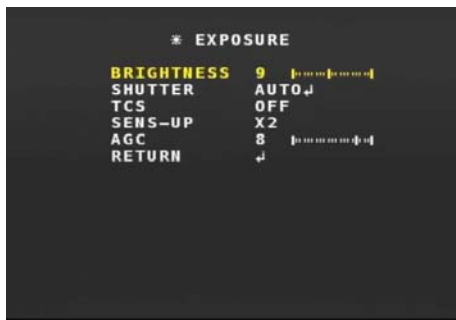 * EXPOSURE
BRIGHTNESS 9
SHUTTER AUTO↵
TCS OFF
SENS-UP X2
AGC 8
RETURN ↵